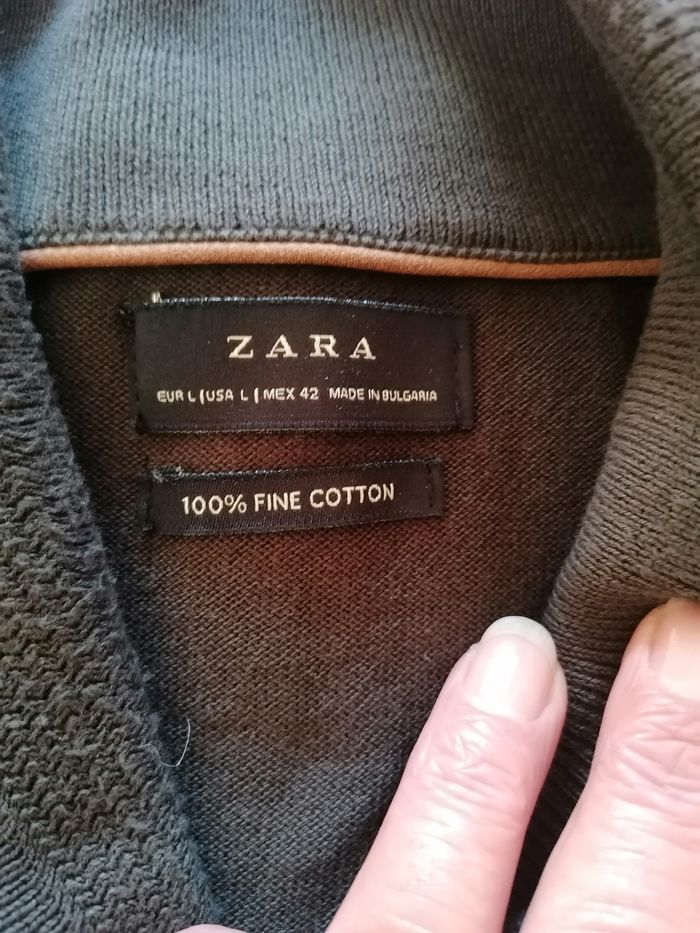 ZARA
EUR L | USA L | MEX 42 MADE IN BULGARIA
100% FINE COTTON